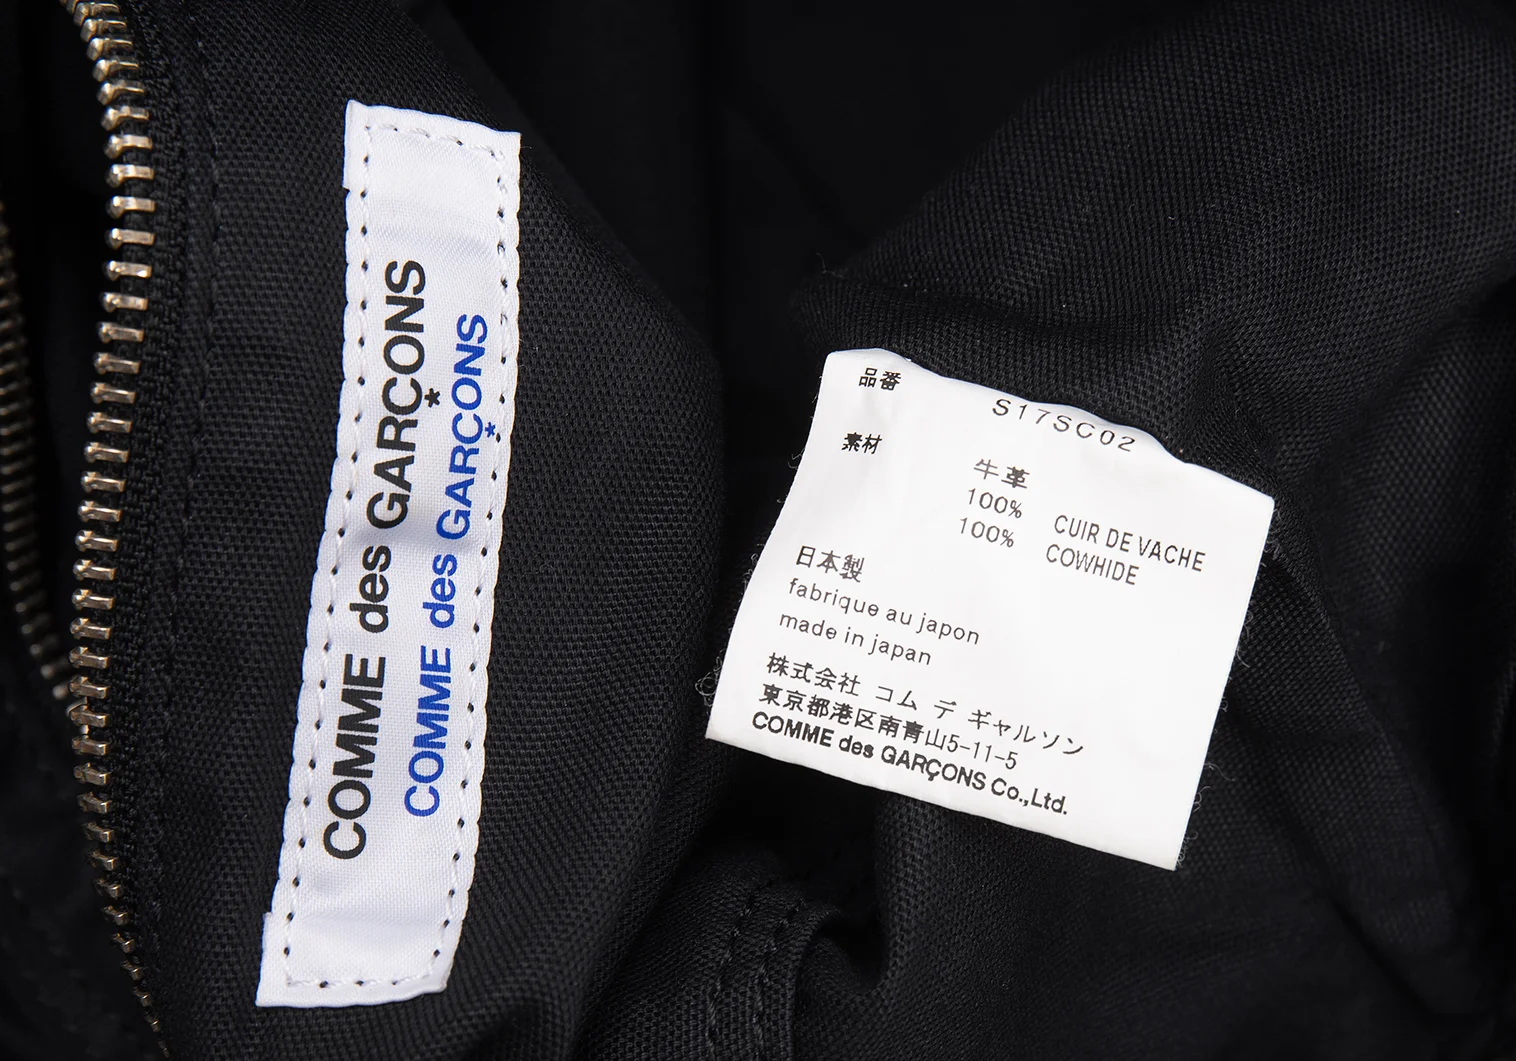 COMME des GARÇONS
COMME des GARÇONS
品番 S17SC02
素材
牛革
100% CUIR DE VACHE
100% COWHIDE
日本製
fabrique au japon
made in japan
株式会社 コム デ ギャルソン
東京都港区南青山5-11-5
COMME des GARÇONS Co.,Ltd.